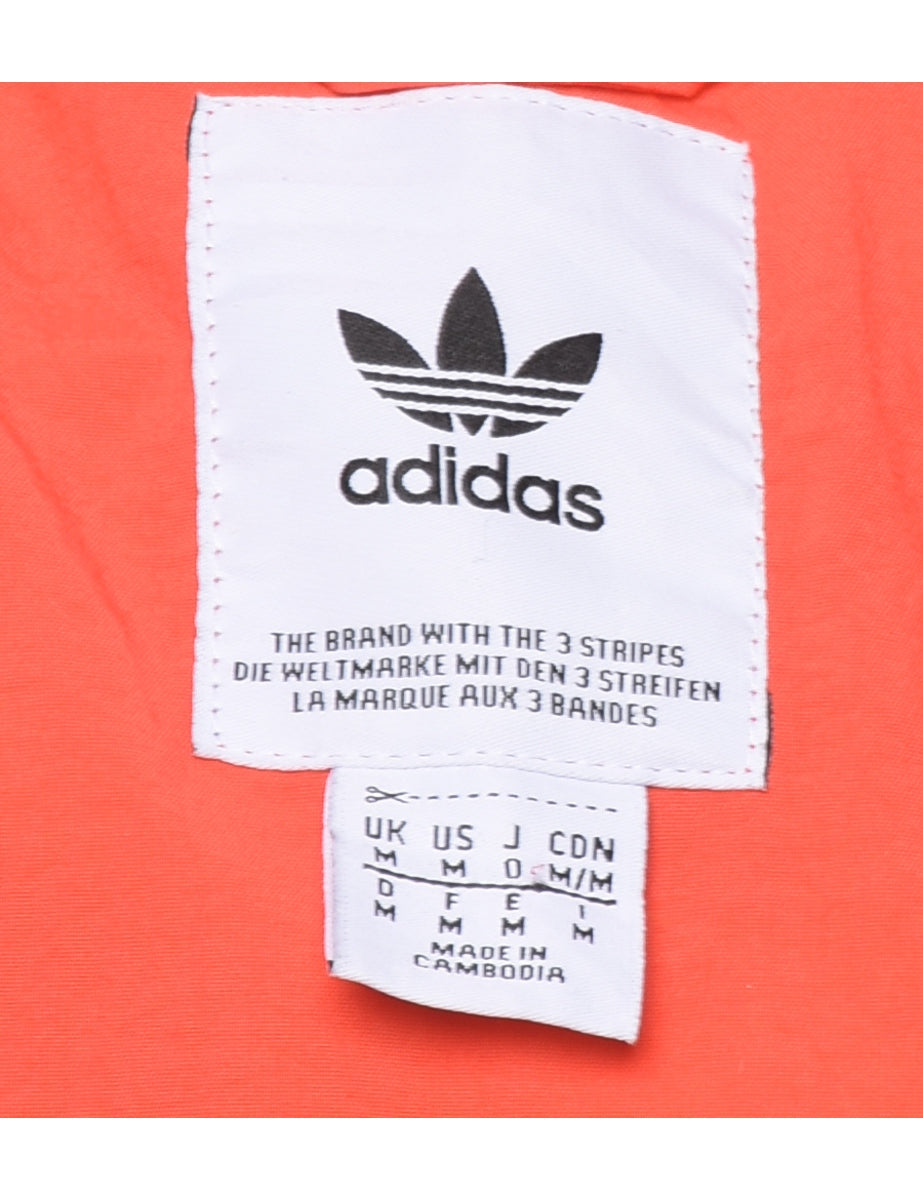 adidas
THE BRAND WITH THE 3 STRIPES
DIE WELTMARKE MIT DEN 3 STREIFEN
LA MARQUE AUX 3 BANDES
UK US J CDN
M M O M/M
D F E I
M M M M
MADE IN
CAMBODIA